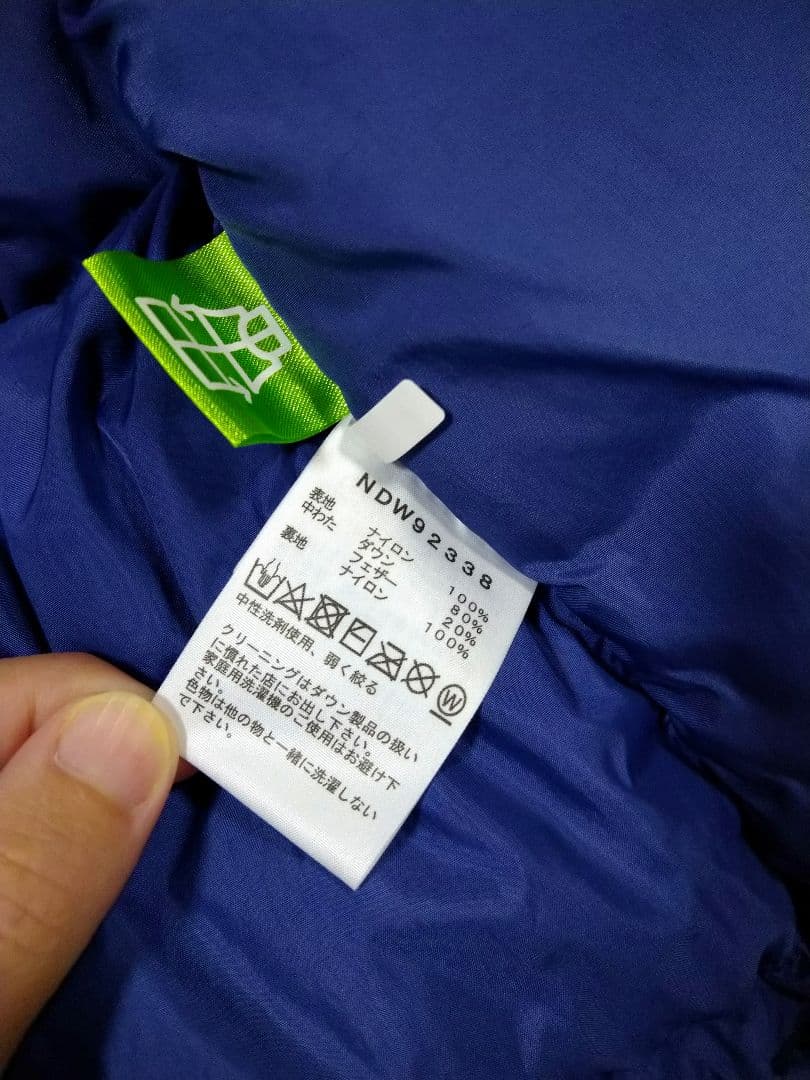 NDW92338
表地 ナイロン 100%
中わた ダウン 80%
フェザー 20%
裏地 ナイロン 100%
W
中性洗剤使用、弱く絞る
クリーニングはダウン製品の扱い
に慣れた店にお出し下さい。
家庭用洗濯機のご使用はお避け下
さい。
色物は他の物と一緒に洗濯しない
で下さい。